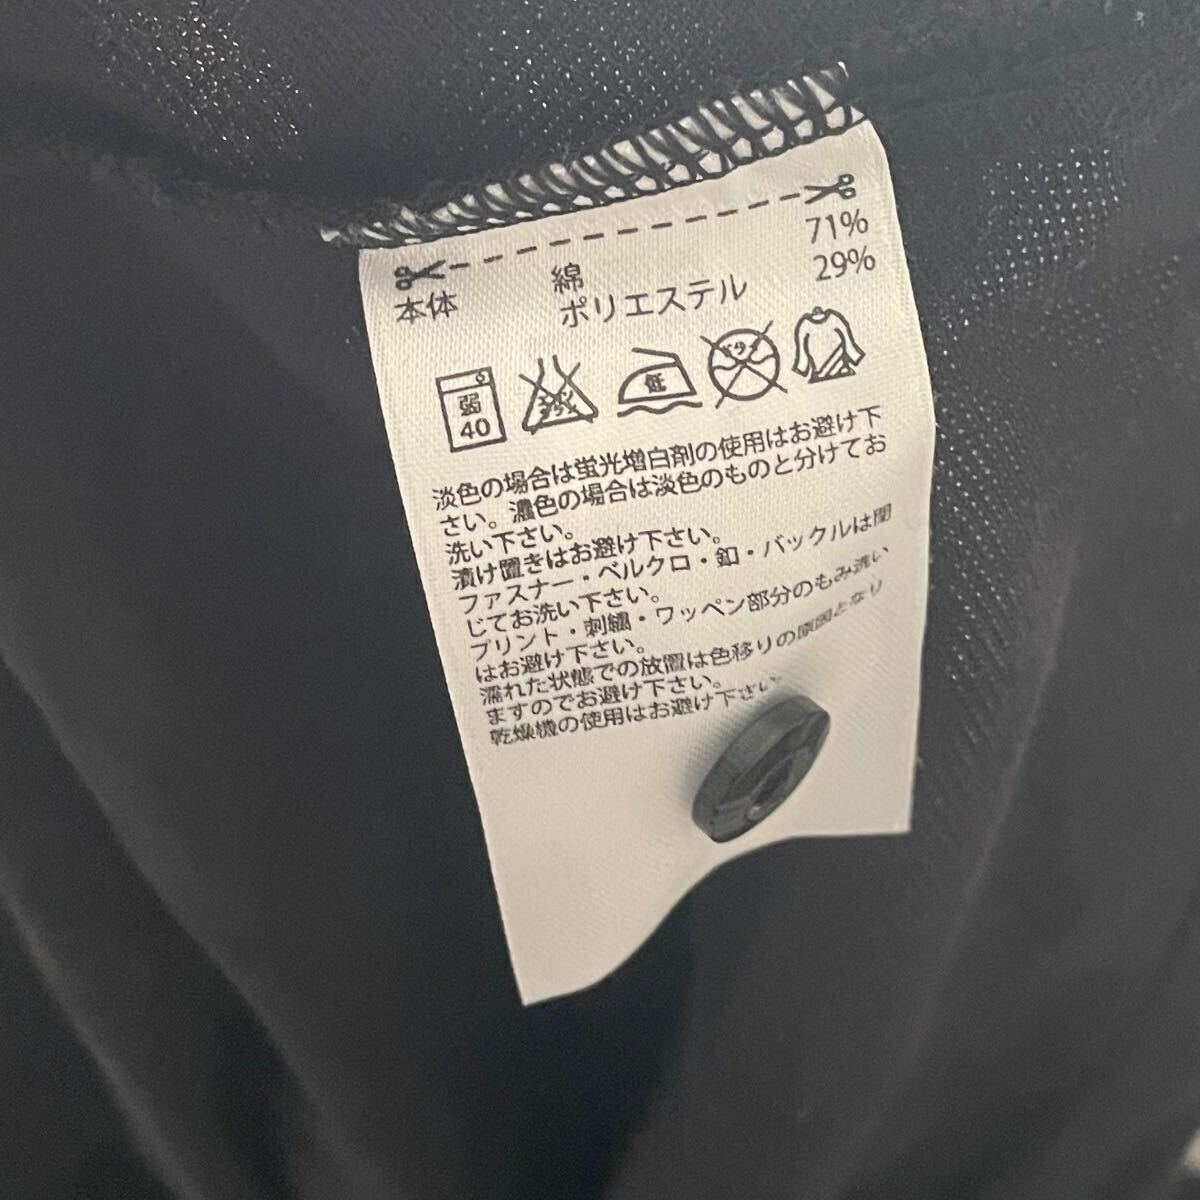 本体 綿 71%
ポリエステル 29%
弱 40 低
淡色の場合は蛍光増白剤の使用はお避け下
さい。濃色の場合は淡色のものと分けてお
洗い下さい。
漬け置きはお避け下さい。
ファスナー・ベルクロ・釦・バックルは閉
じてお洗い下さい。
プリント・刺繍・ワッペン部分のもみ洗い
はお避け下さい。
濡れた状態での放置は色移りの原因となり
ますのでお避け下さい。
乾燥機の使用はお避け下さい。